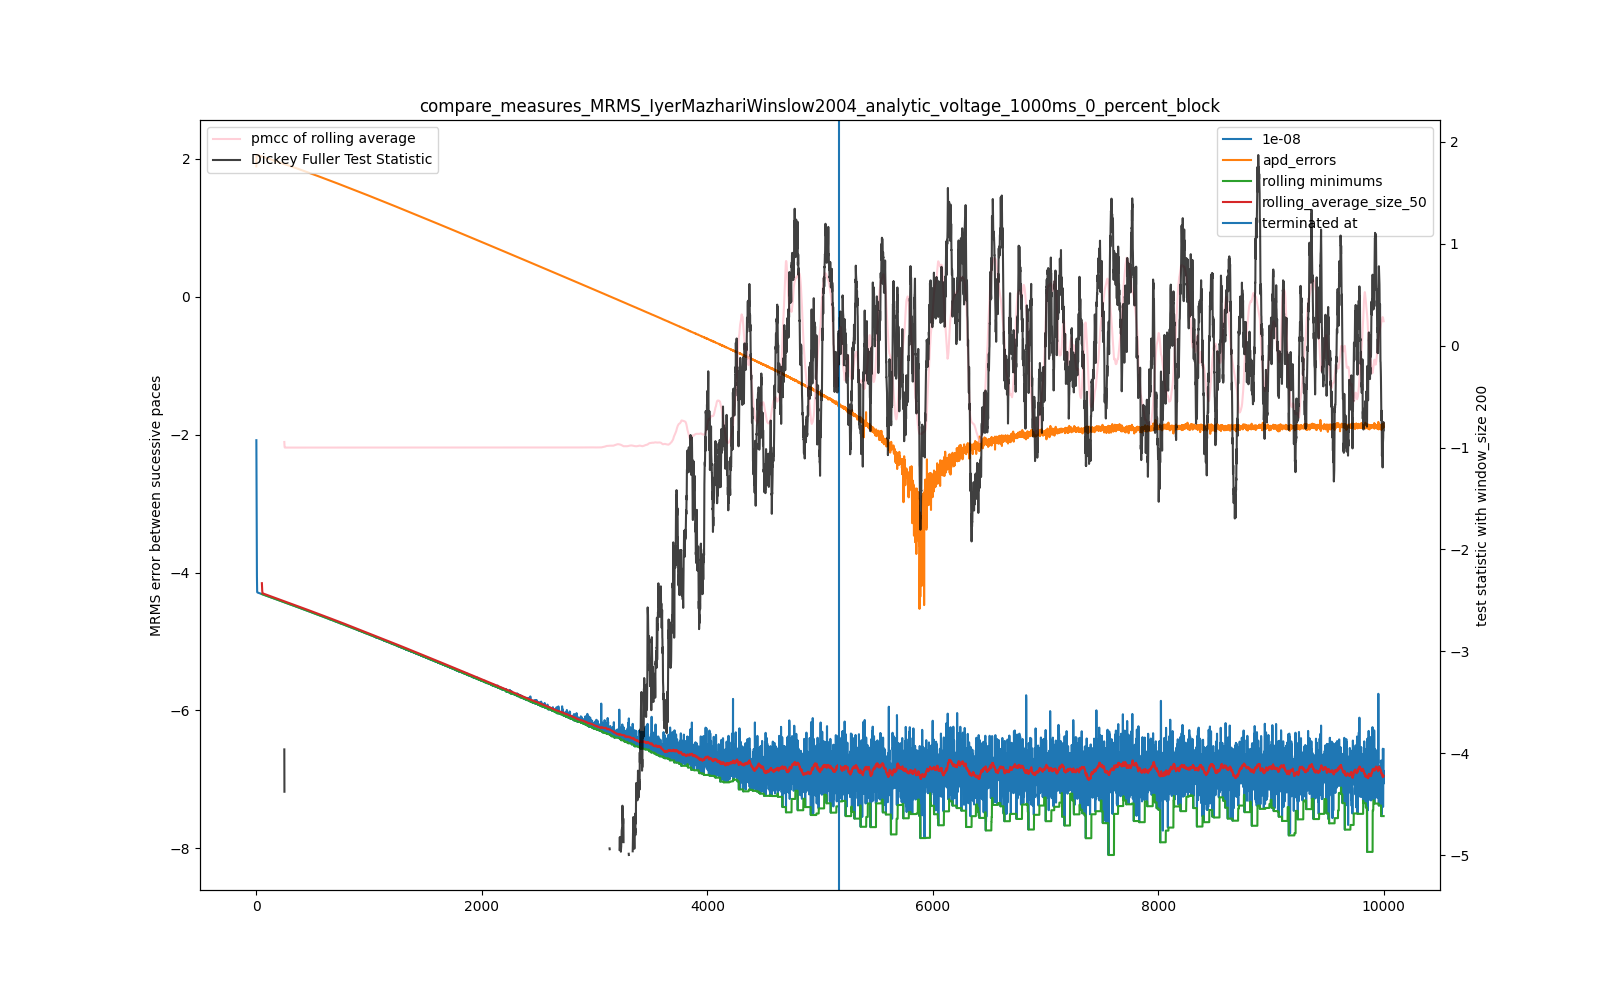 compare_measures_MRMS_IyerMazhariWinslow2004_analytic_voltage_1000ms_0_percent_block
pmcc of rolling average
Dickey Fuller Test Statistic
1e-08
apd_errors
rolling minimums
rolling_average_size_50
terminated at
MRMS error between sucessive paces
2
0
−2
−4
−6
−8
test statistic with window_size 200
2
1
0
−1
−2
−3
−4
−5
0
2000
4000
6000
8000
10000